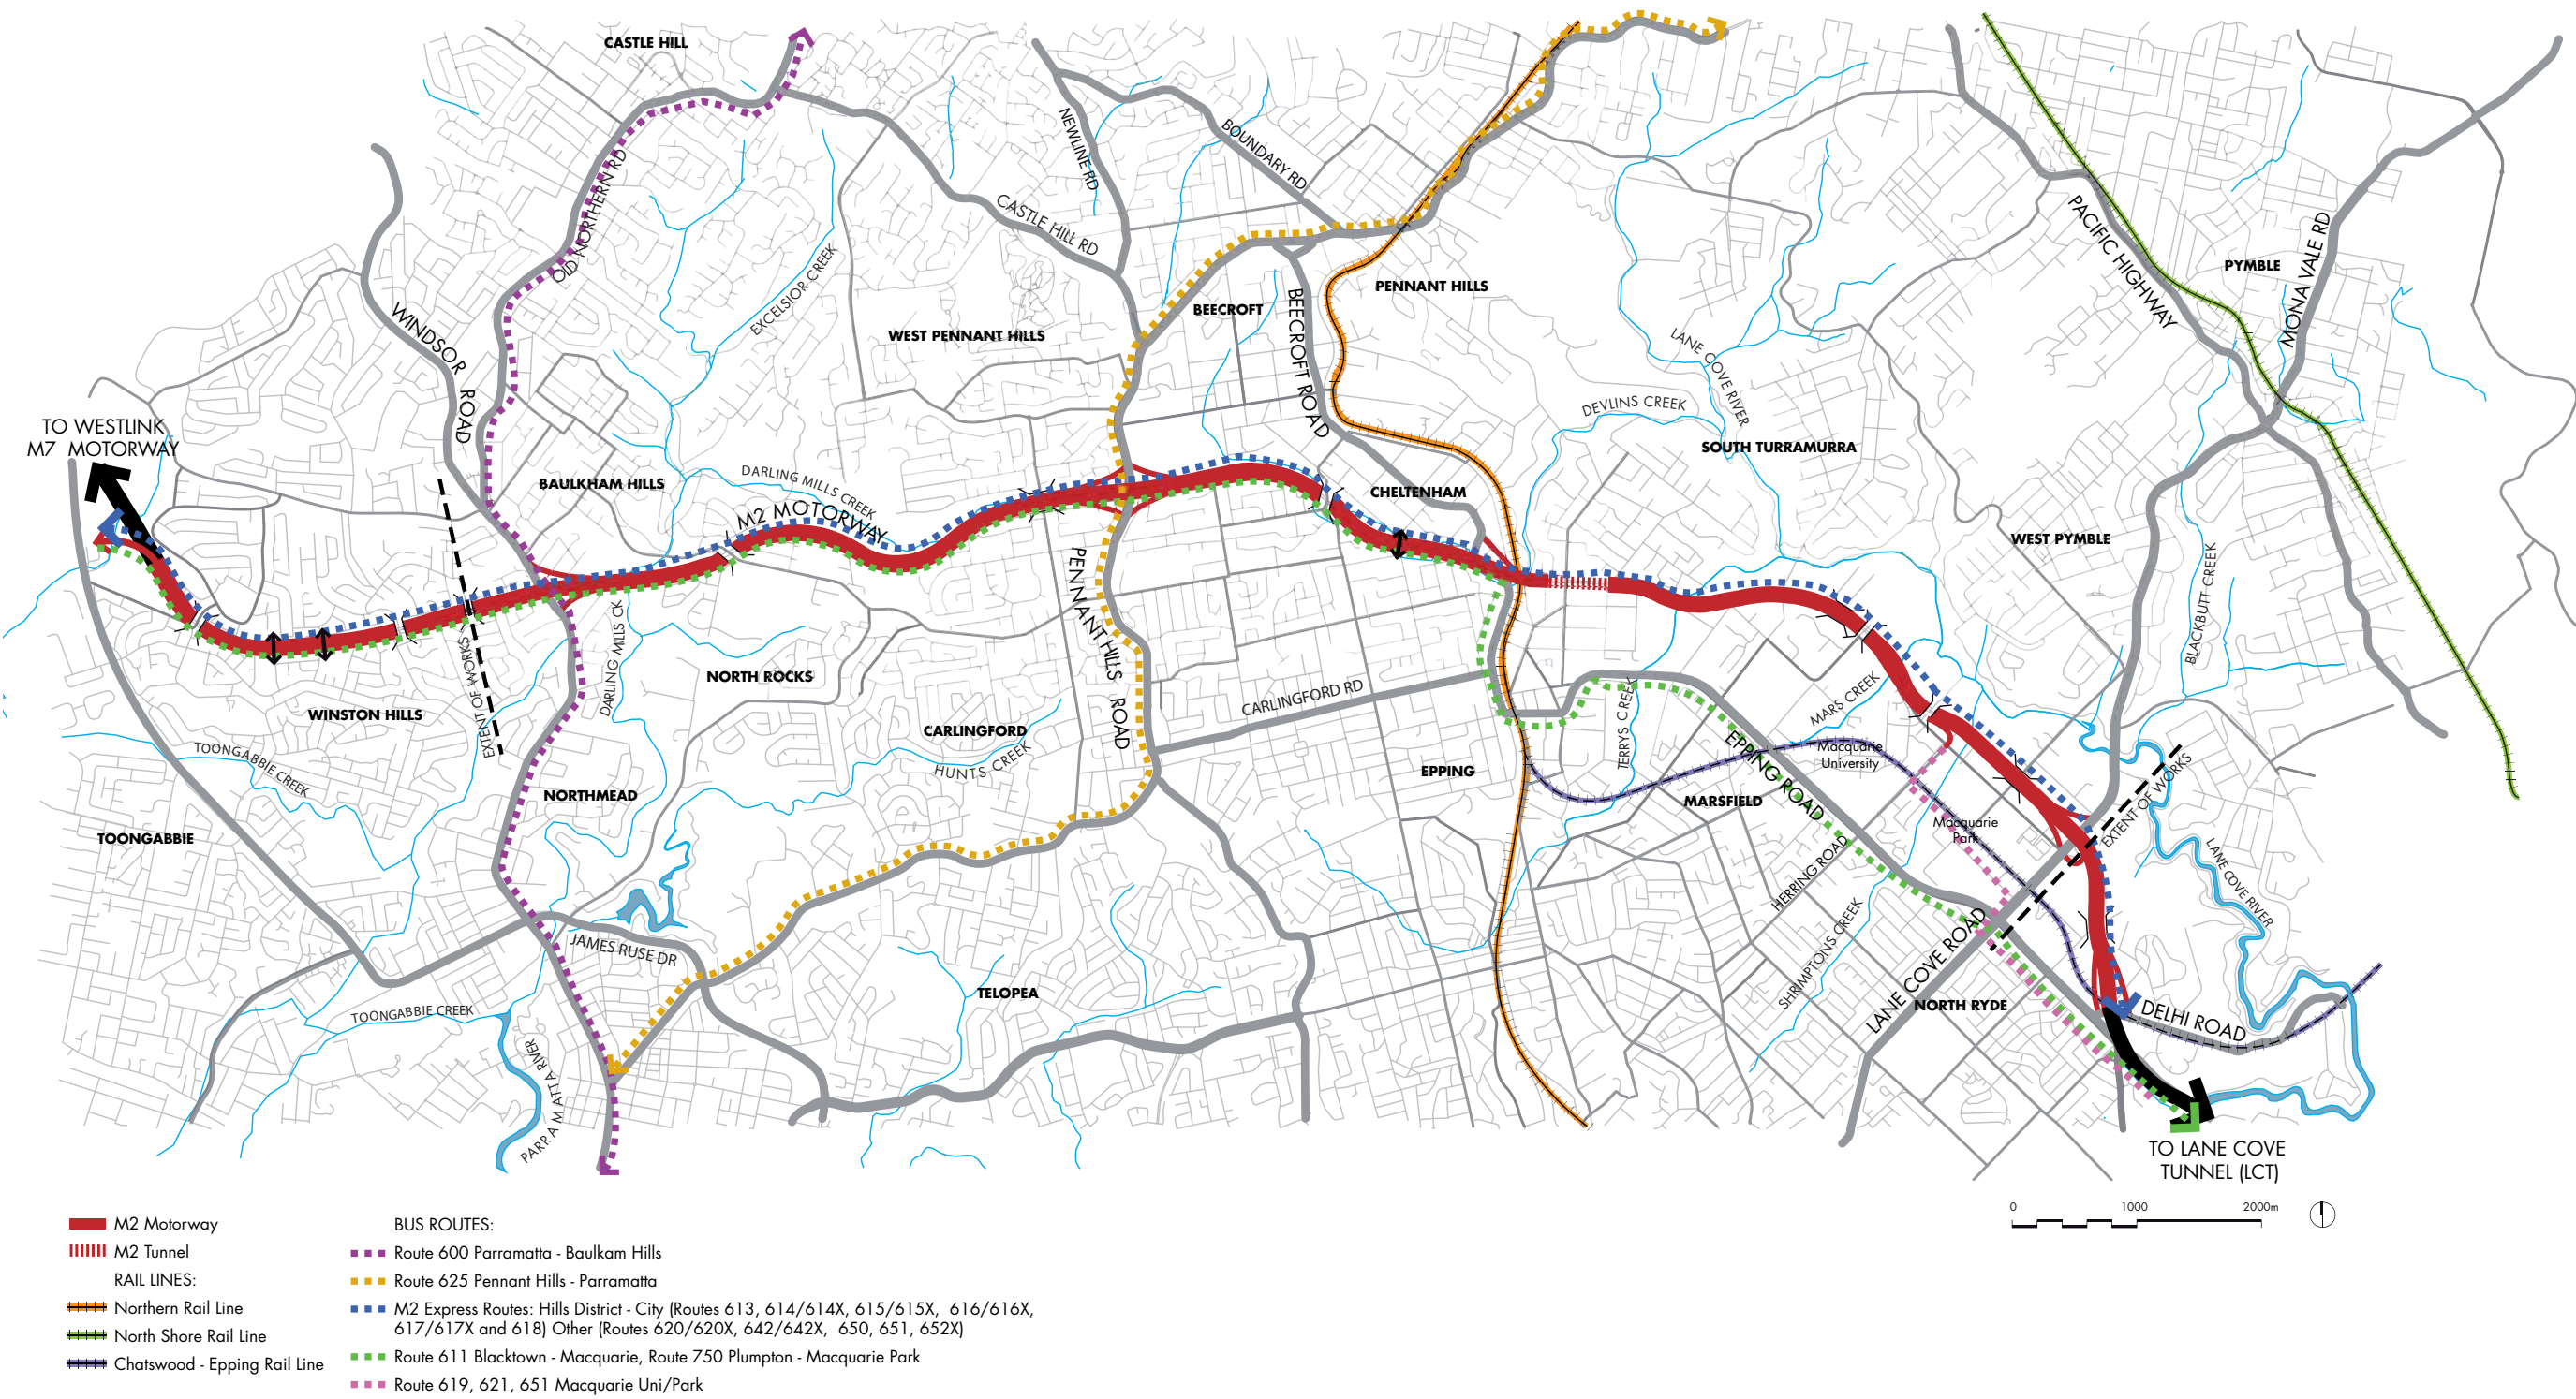 CASTLE HILL
NEWLINE RD
BOUNDARY RD
OLD NORTHERN RD
CASTLE HILL RD
PACIFIC HIGHWAY
PYMBLE
MONA VALE RD
EXCELSIOR CREEK
PENNANT HILLS
BEECROFT
BEECROFT ROAD
WEST PENNANT HILLS
WINDSOR ROAD
LANE COVE RIVER
DEVLINS CREEK
SOUTH TURRAMURRA
TO WESTLINK
M7 MOTORWAY
BAULKHAM HILLS
DARLING MILLS CREEK
M2 MOTORWAY
CHELTENHAM
WEST PYMBLE
BLACKBUTT CREEK
PENNANT HILLS ROAD
DARLING MILLS CK
EXTENT OF WORKS
NORTH ROCKS
WINSTON HILLS
CARLINGFORD RD
CARLINGFORD
HUNTS CREEK
TERRYS CREEK
MARS CREEK
Macquarie
University
EPPING ROAD
EPPING
TOONGABBIE CREEK
NORTHMEAD
MARSFIELD
Macquarie
Park
EXTENT OF WORKS
TOONGABBIE
HERRING ROAD
LANE COVE RIVER
SHRIMPTONS CREEK
LANE COVE ROAD
JAMES RUSE DR
TELOPEA
NORTH RYDE
DELHI ROAD
TOONGABBIE CREEK
PARRAMATTA RIVER
TO LANE COVE
TUNNEL (LCT)
0 1000 2000m
M2 Motorway
M2 Tunnel
RAIL LINES:
Northern Rail Line
North Shore Rail Line
Chatswood - Epping Rail Line
BUS ROUTES:
Route 600 Parramatta - Baulkam Hills
Route 625 Pennant Hills - Parramatta
M2 Express Routes: Hills District - City (Routes 613, 614/614X, 615/615X, 616/616X,
617/617X and 618) Other (Routes 620/620X, 642/642X, 650, 651, 652X)
Route 611 Blacktown - Macquarie, Route 750 Plumpton - Macquarie Park
Route 619, 621, 651 Macquarie Uni/Park